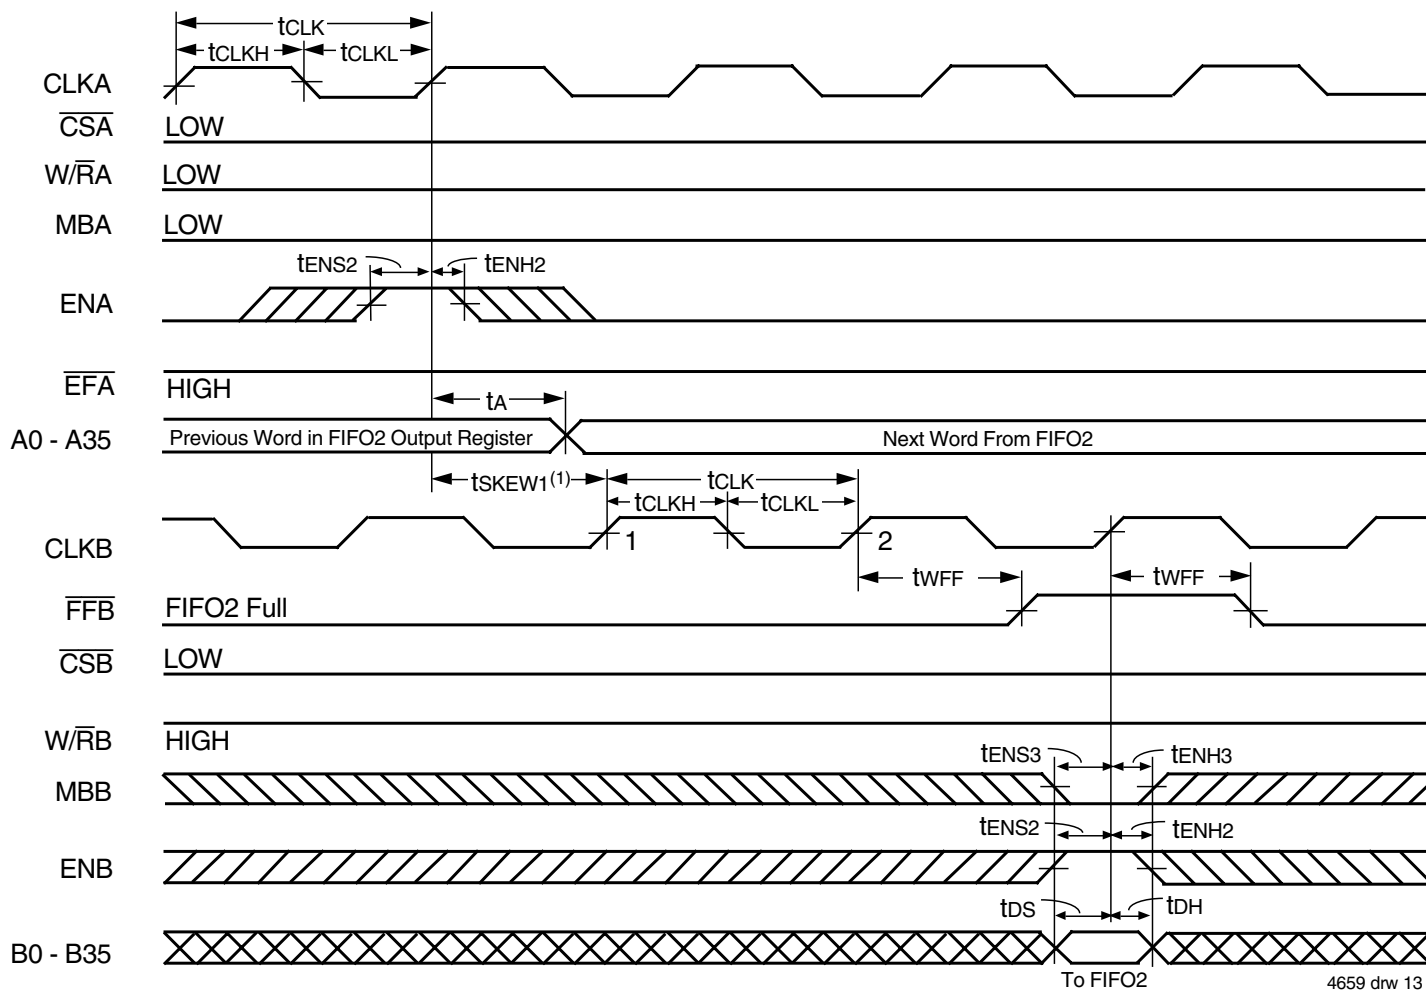 tCLK
tCLKH tCLKL
CLKA
CSA LOW
W/RA LOW
MBA LOW
tENS2 tENH2
ENA
EFA HIGH
tA
A0 - A35 Previous Word in FIFO2 Output Register Next Word From FIFO2
tSKEW1(1) tCLK
tCLKH tCLKL
CLKB 1 2
tWFF tWFF
FFB FIFO2 Full
CSB LOW
W/RB HIGH
tENS3 tENH3
MBB
tENS2 tENH2
ENB
tDS tDH
B0 - B35
To FIFO2
4659 drw 13